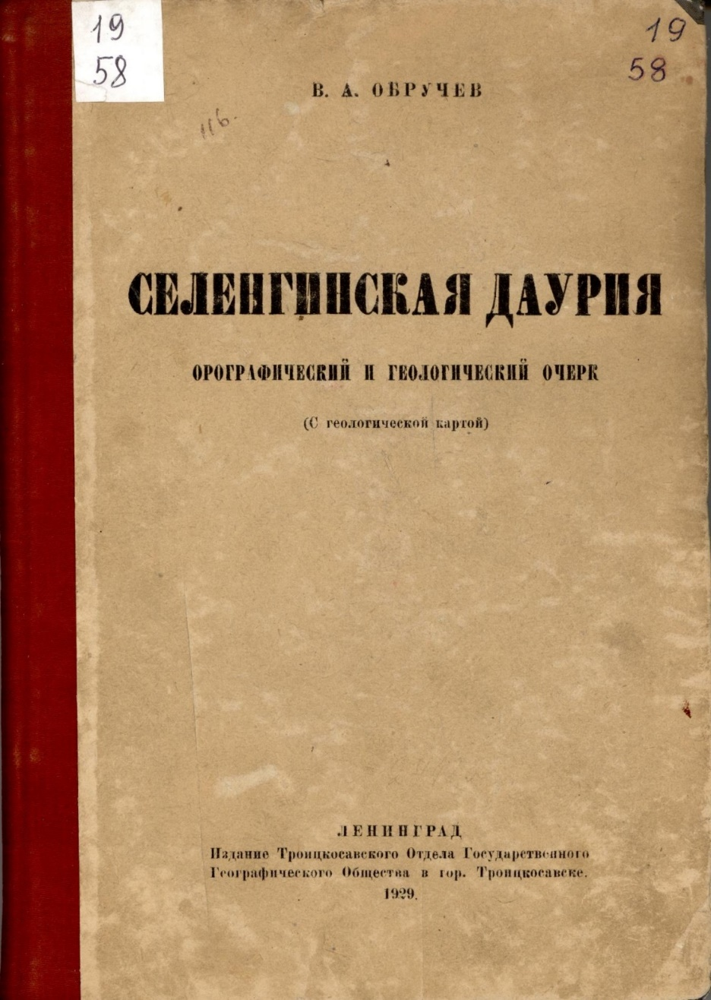 19
58
19
58
В. А. ОБРУЧЕВ
116.
СЕЛЕНГИНСКАЯ ДАУРИЯ
ОРОГРАФИЧЕСКИЙ И ГЕОЛОГИЧЕСКИЙ ОЧЕРК
(С геологической картой)
ЛЕНИНГРАД
Издание Троицкосавского Отдела Государственного
Географического Общества в гор. Троицкосавске.
1929.